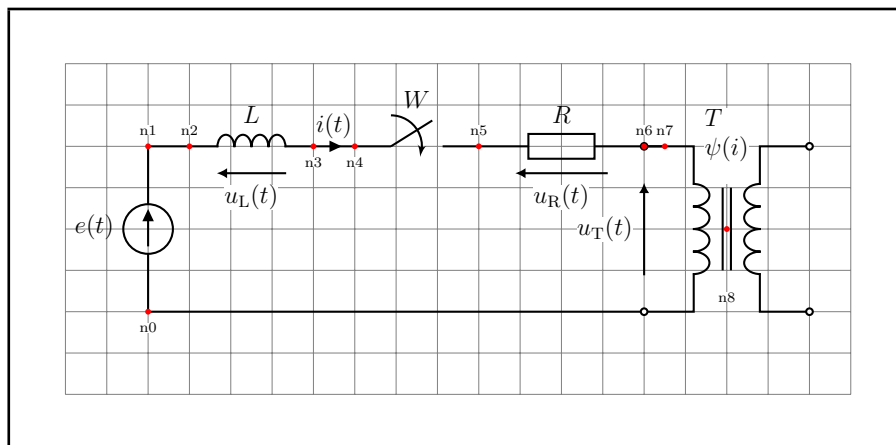 L
i(t)
W
R
T
ψ(i)
n1
n2
n3
n4
n5
n6
n7
u_L(t)
u_R(t)
e(t)
u_T(t)
n8
n0